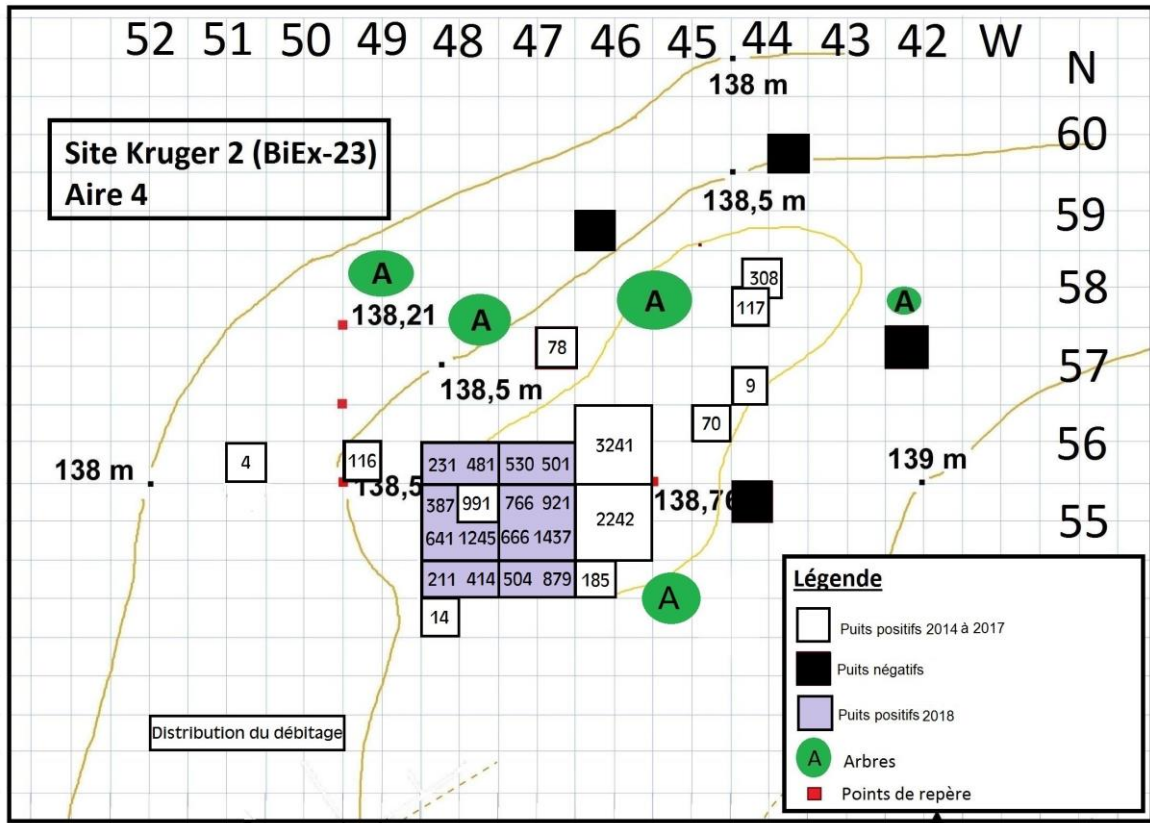 52 51 50 49 48 47 46 45 44 43 42 W
N
138 m
60
Site Kruger 2 (BiEx-23)
Aire 4
138,5 m
59
A
308
58
A
A
117
138,21
A
78
57
138,5 m
9
70
56
3241
116
4
231 481 530 501
138 m
139 m
138,5
387 991 766 921
138,76
2242
55
641 1245 666 1437
211 414 504 879 185
A
14
Légende
Puits positifs 2014 à 2017
Puits négatifs
Puits positifs 2018
Distribution du débitage
A Arbres
Points de repère